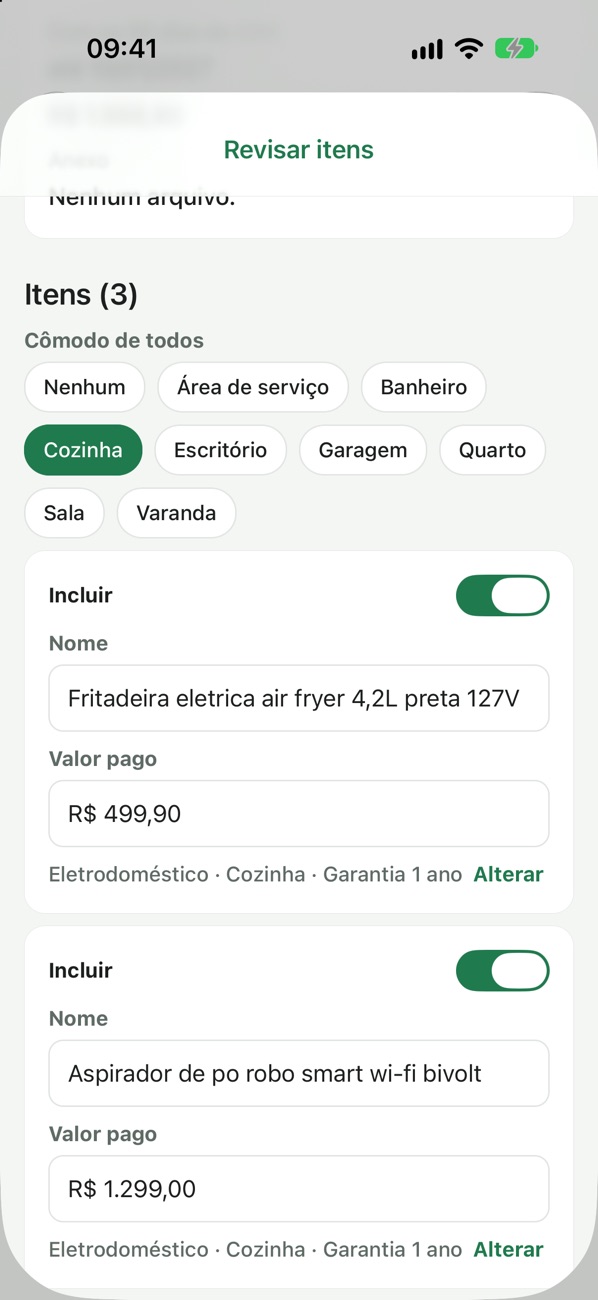 09:41
Revisar itens
Nenhum arquivo.
Itens (3)
Cômodo de todos
Nenhum
Área de serviço
Banheiro
Cozinha
Escritório
Garagem
Quarto
Sala
Varanda
Incluir
Nome
Fritadeira eletrica air fryer 4,2L preta 127V
Valor pago
R$ 499,90
Eletrodoméstico · Cozinha · Garantia 1 ano Alterar
Incluir
Nome
Aspirador de po robo smart wi-fi bivolt
Valor pago
R$ 1.299,00
Eletrodoméstico · Cozinha · Garantia 1 ano Alterar